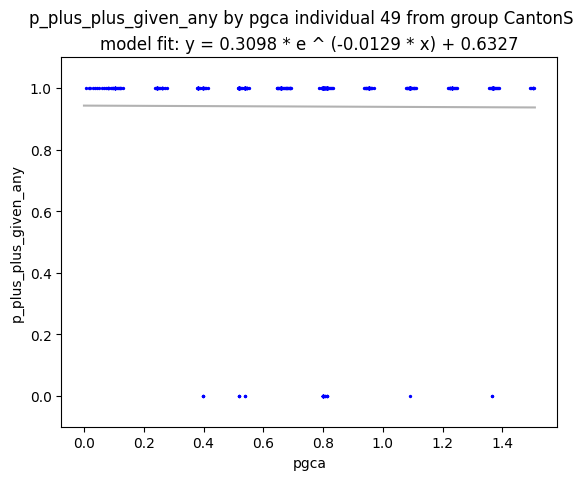 p_plus_plus_given_any by pgca individual 49 from group CantonS
model fit: y = 0.3098 * e ^ (-0.0129 * x) + 0.6327
1.0
0.8
0.6
0.4
0.2
0.0
p_plus_plus_given_any
0.0 0.2 0.4 0.6 0.8 1.0 1.2 1.4
pgca